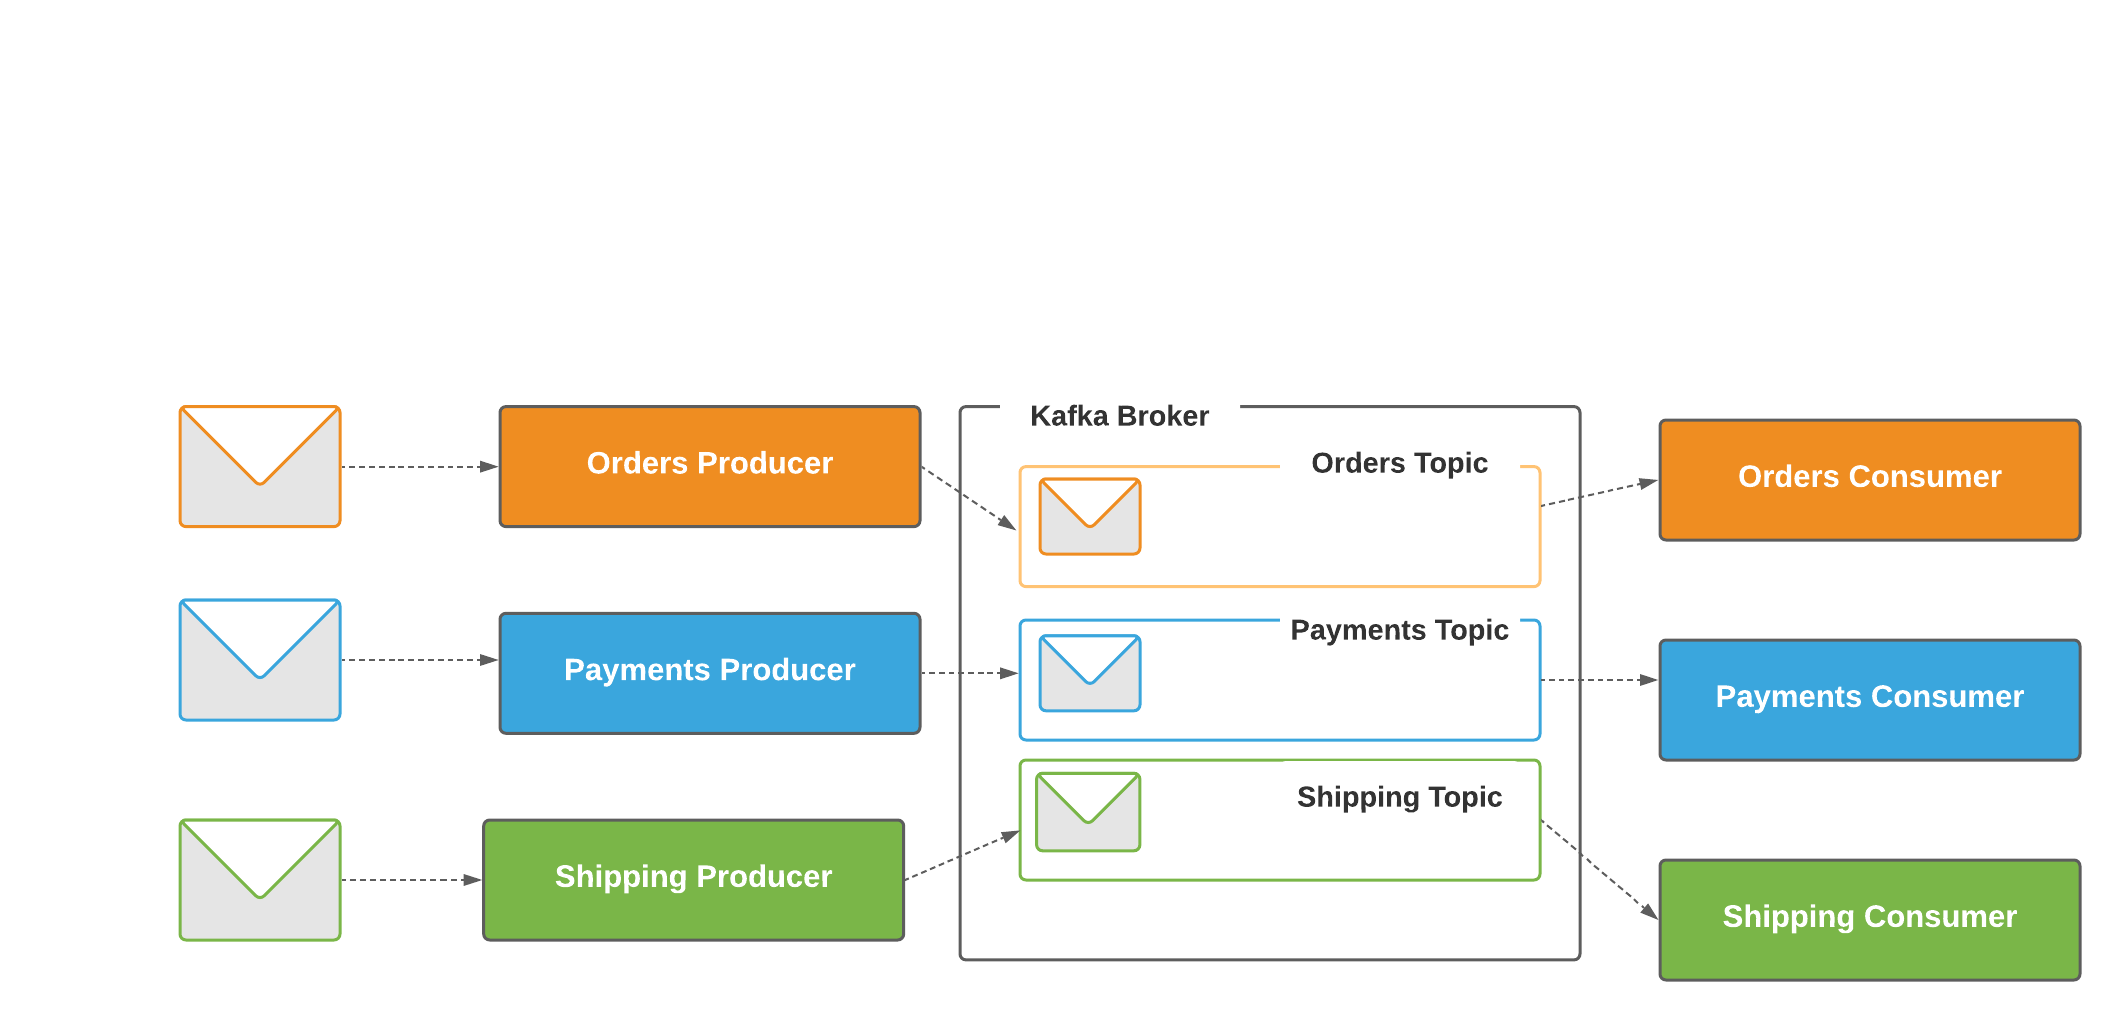 Kafka Broker
Orders Producer
Orders Topic
Orders Consumer
Payments Producer
Payments Topic
Payments Consumer
Shipping Producer
Shipping Topic
Shipping Consumer